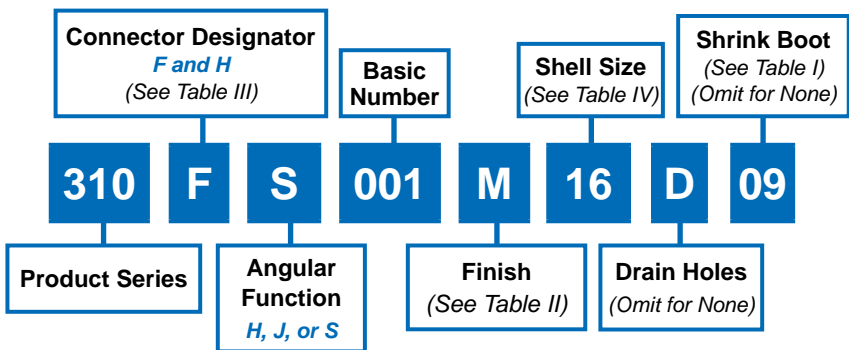 Connector Designator
F and H
(See Table III)
Basic
Number
Shell Size
(See Table IV)
Shrink Boot
(See Table I)
(Omit for None)
310 F S 001 M 16 D 09
Product Series
Angular
Function
H, J, or S
Finish
(See Table II)
Drain Holes
(Omit for None)